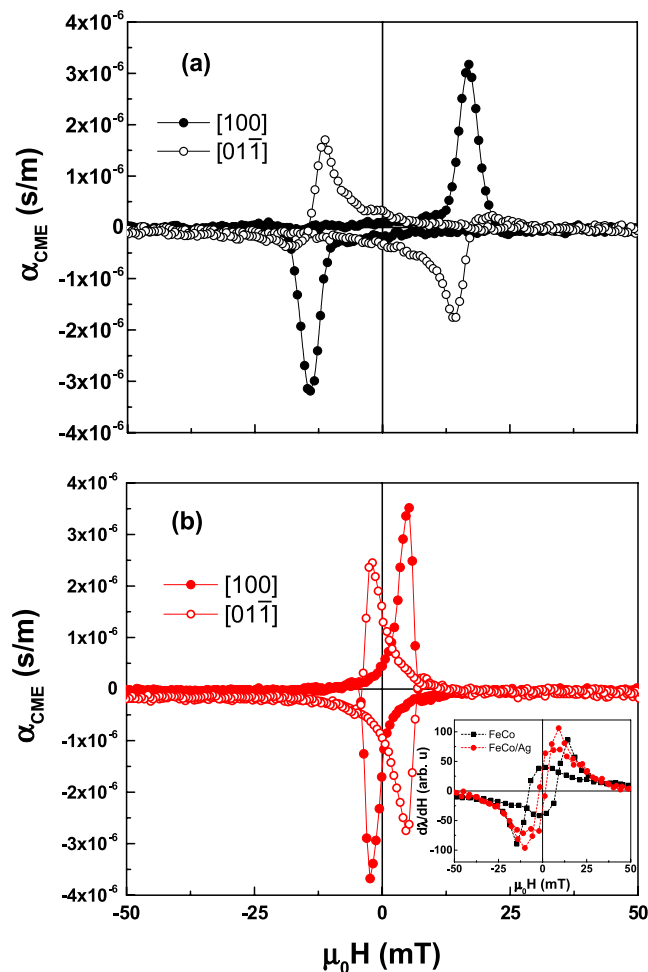 4x10⁻⁶
3x10⁻⁶
2x10⁻⁶
1x10⁻⁶
0
-1x10⁻⁶
-2x10⁻⁶
-3x10⁻⁶
-4x10⁻⁶
α_CME (s/m)
(a)
[100]
[011̄]
4x10⁻⁶
3x10⁻⁶
2x10⁻⁶
1x10⁻⁶
0
-1x10⁻⁶
-2x10⁻⁶
-3x10⁻⁶
-4x10⁻⁶
α_CME (s/m)
(b)
[100]
[011̄]
100
50
0
-50
-100
dλ/dH (arb. u)
FeCo
FeCo/Ag
-50 -25 0 25 50
μ₀H (mT)
-50 -25 0 25 50
μ₀H (mT)